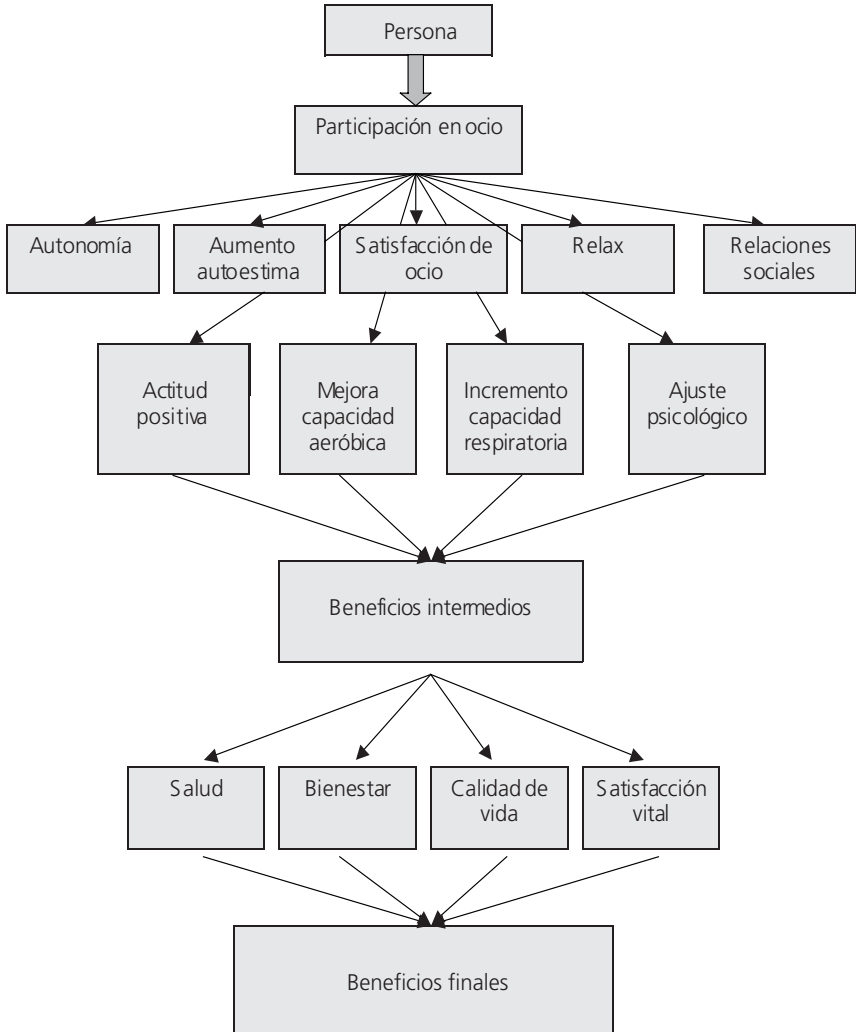 Persona
Participación en ocio
Autonomía
Aumento
autoestima
Satisfacción de
ocio
Relax
Relaciones
sociales
Actitud
positiva
Mejora
capacidad
aeróbica
Incremento
capacidad
respiratoria
Ajuste
psicológico
Beneficios intermedios
Salud
Bienestar
Calidad de
vida
Satisfacción
vital
Beneficios finales